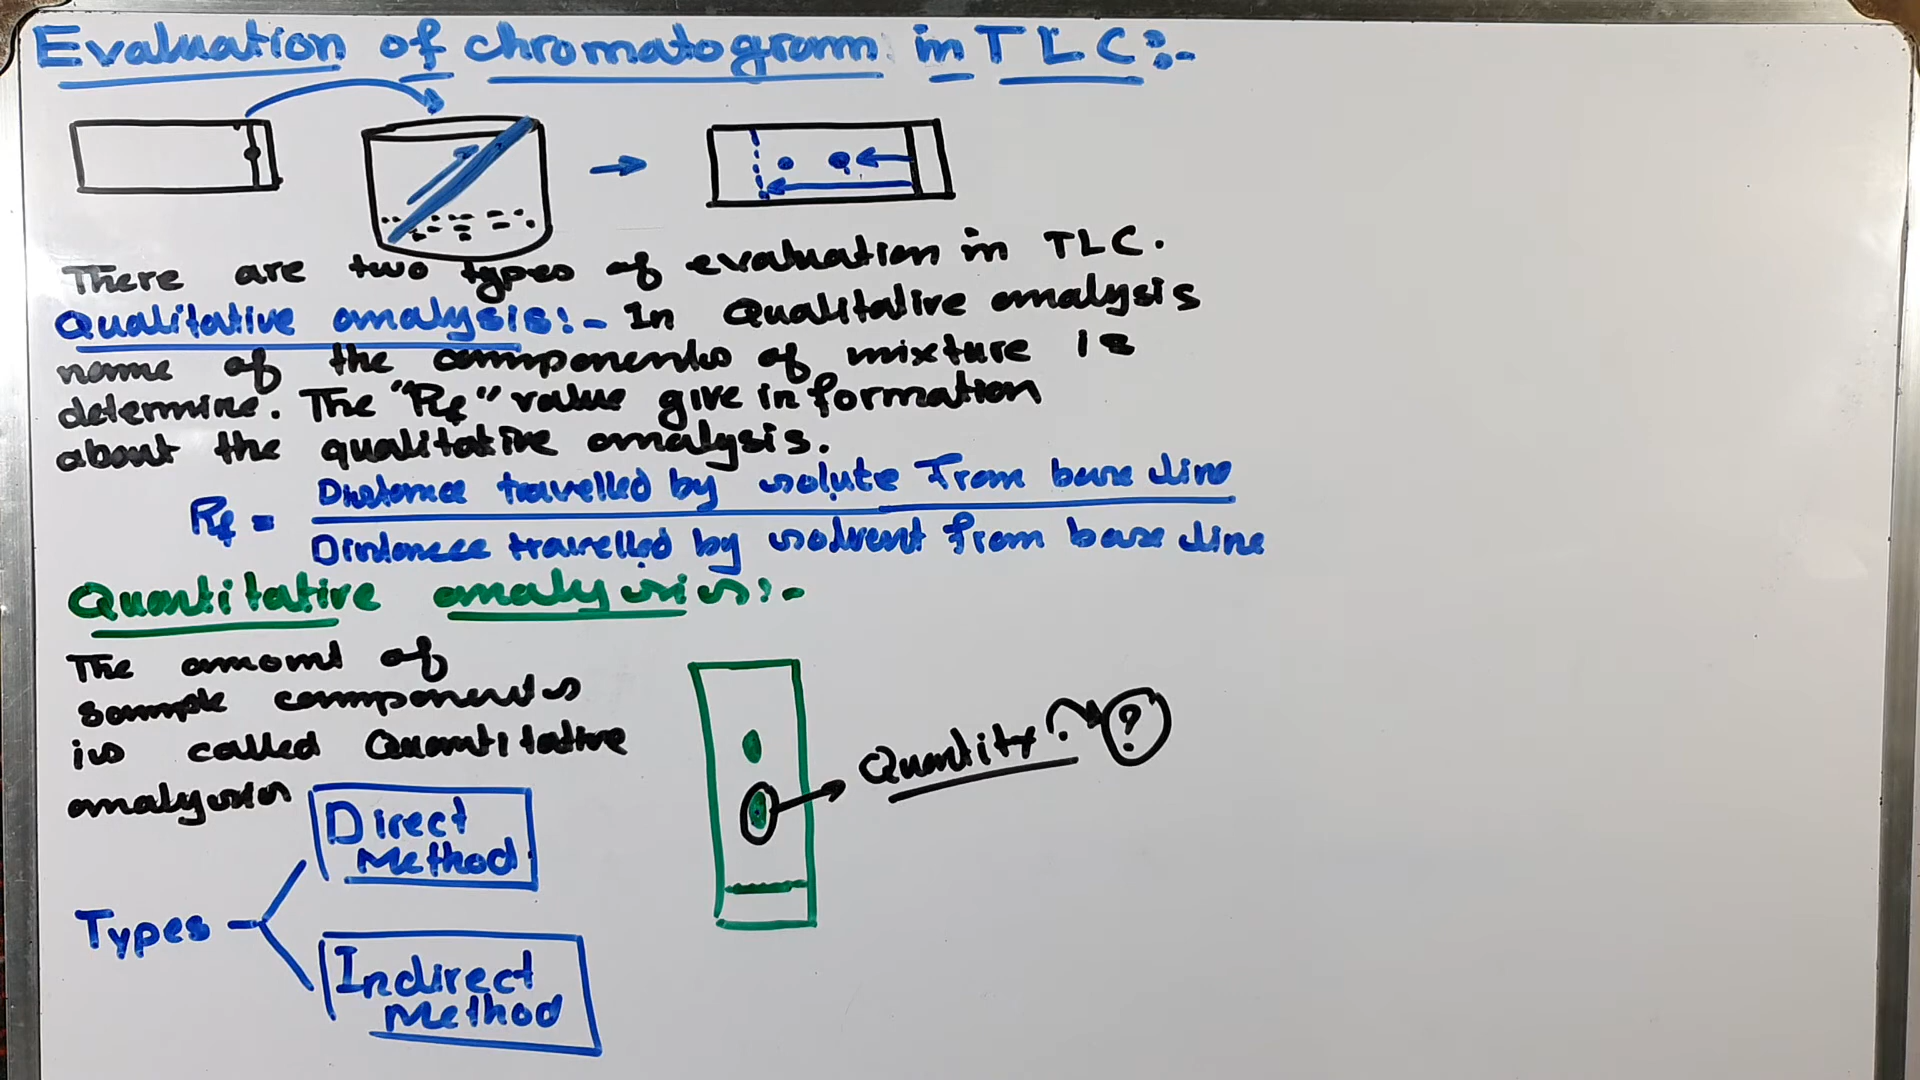 Evaluation of chromatogram in TLC:-
There are two types of evaluation in TLC.
Qualitative analysis:- In Qualitative analysis
name of the components of mixture is
determine. The "Rf" value give information
about the qualitative analysis.
Rf = Distance travelled by solute From base line
Distance travelled by solvent from base line
Quantitative analysis:-
The amount of
sample components
is called Quantitative
analysis
Quantity. ?
Types
Direct
Method
Indirect
Method